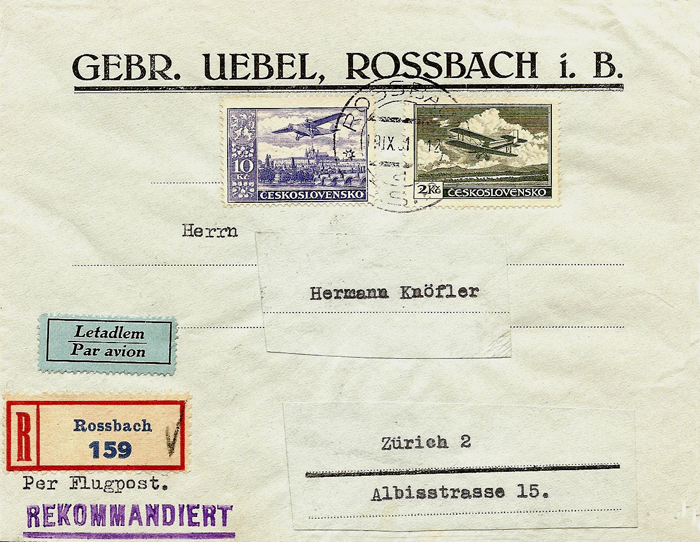 GEBR. UEBEL, ROSSBACH i. B.
10 Kč
ČESKOSLOVENSKO
2 Kč
ČESKOSLOVENSKO
Herrn
Hermann Knöfler
Letadlem
Par avion
R
Rossbach
159
Zürich 2
Albisstrasse 15.
Per Flugpost.
REKOMMANDIERT